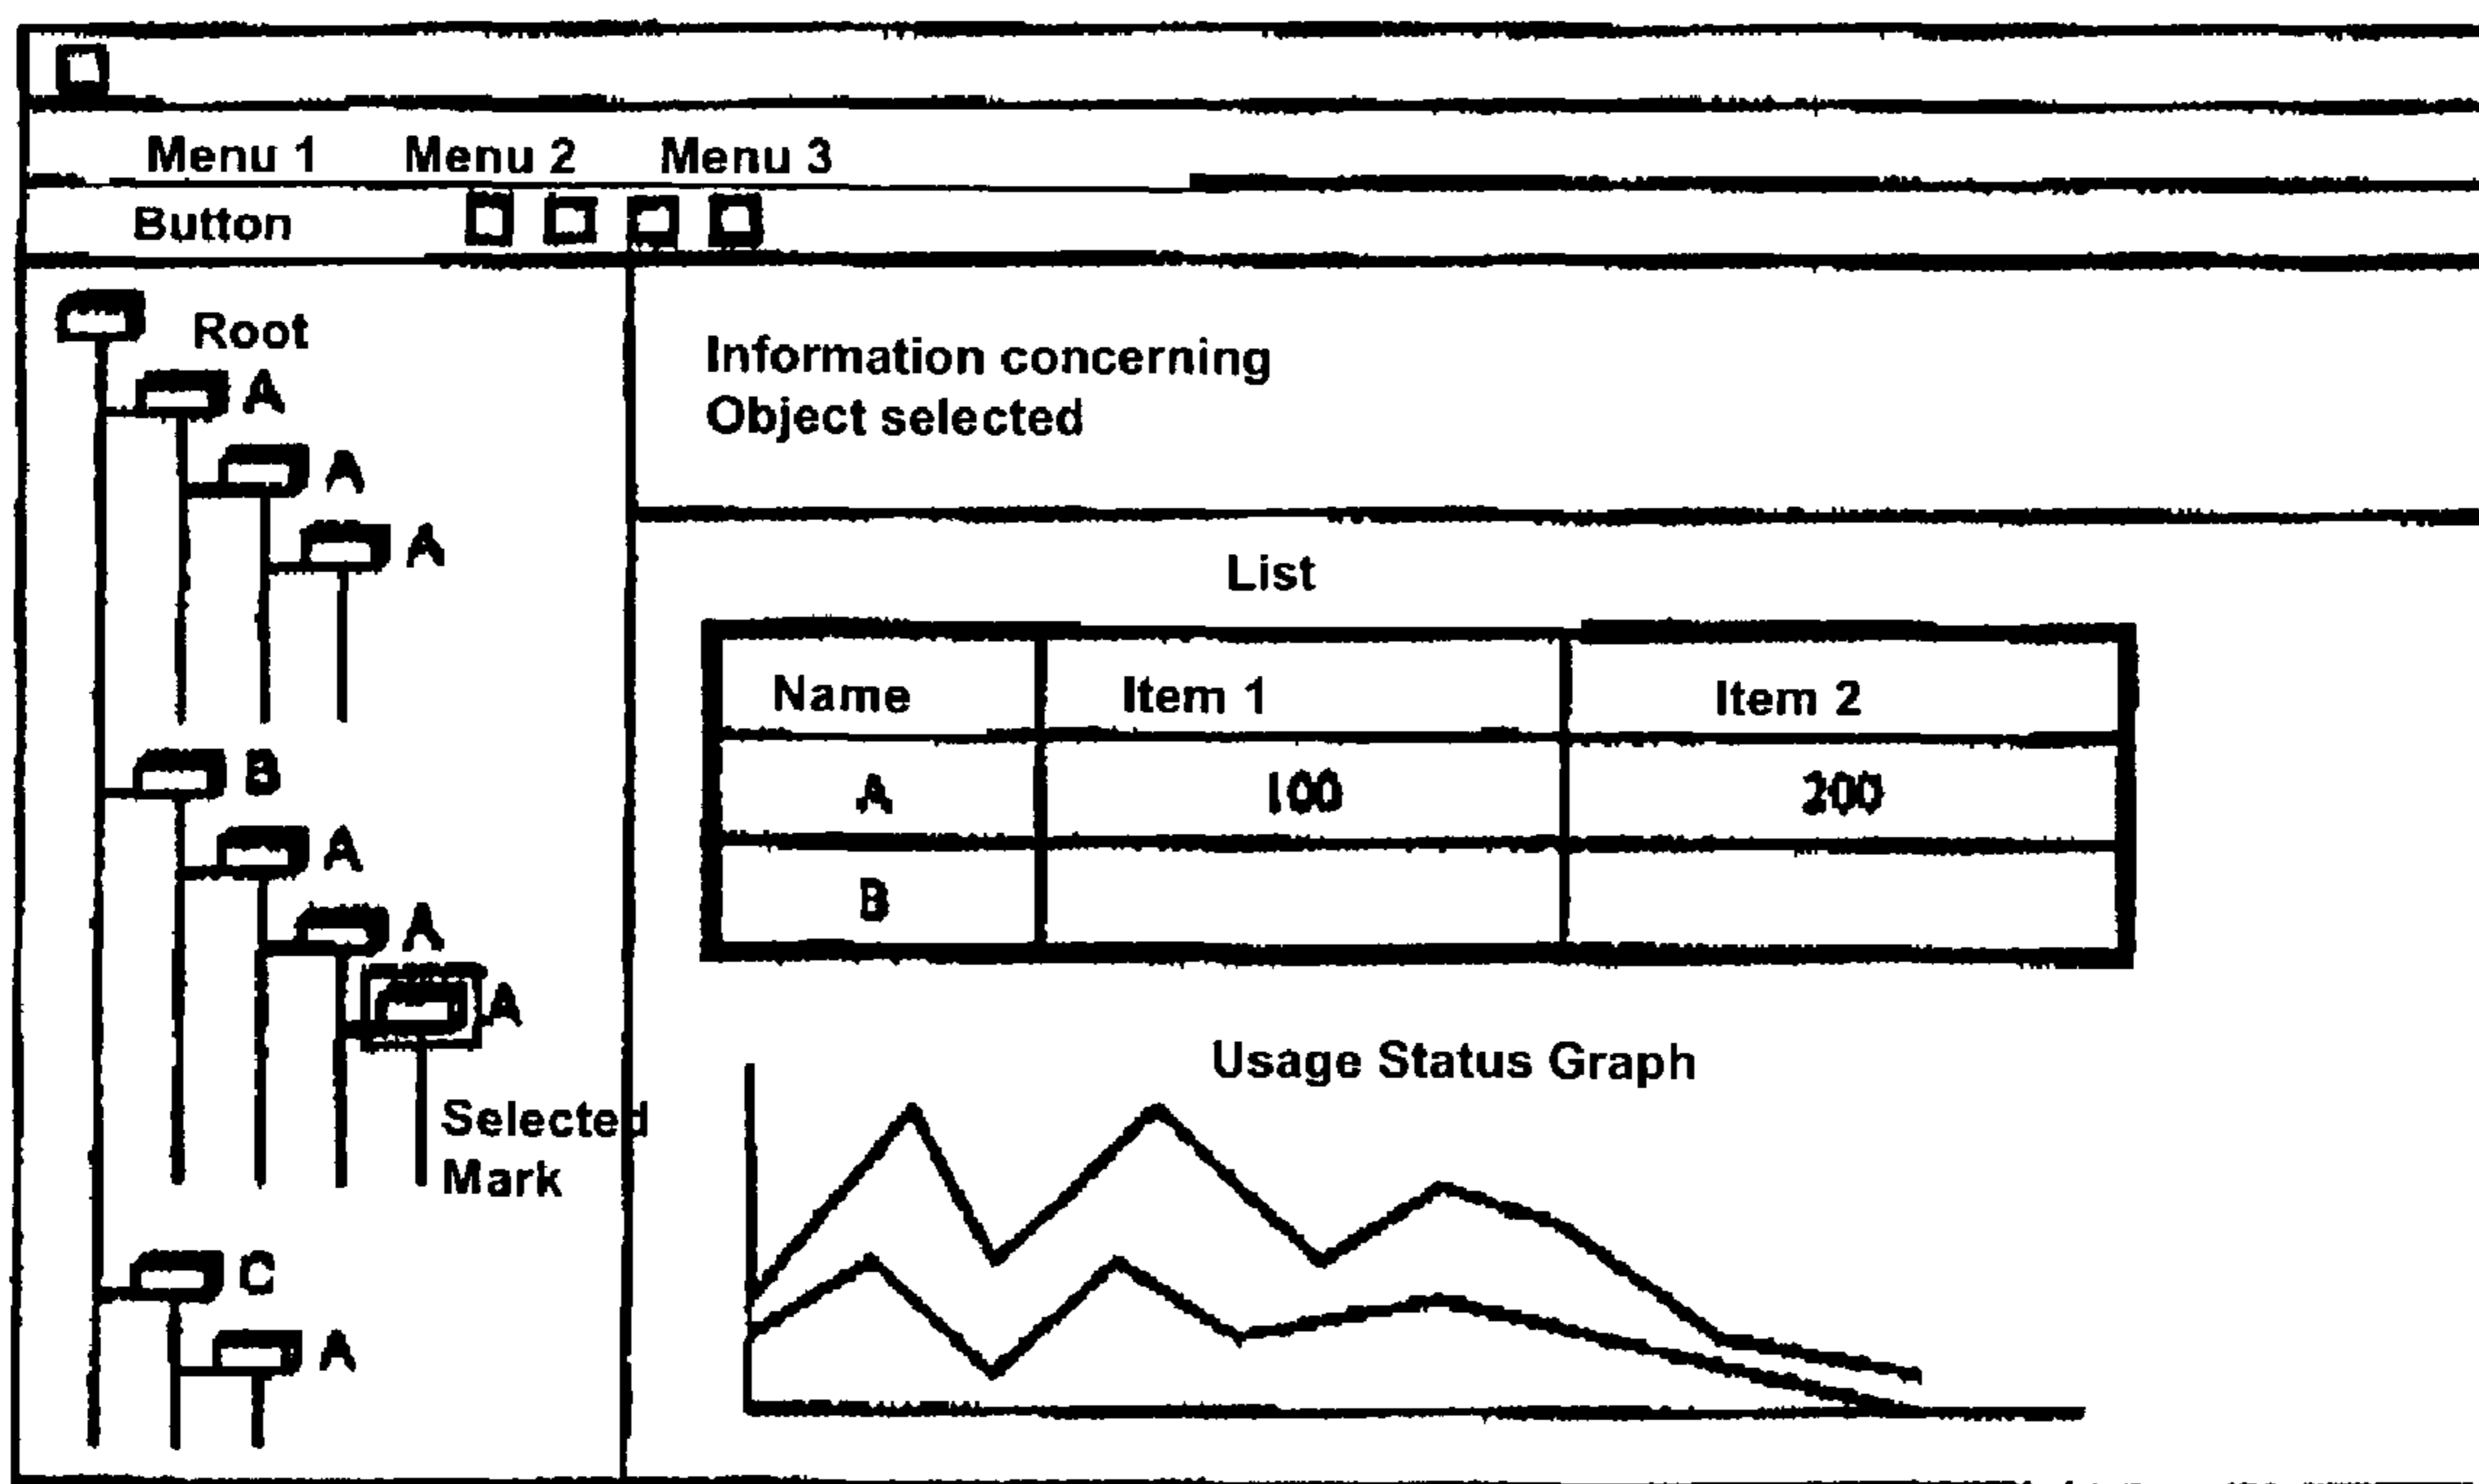 Menu 1 Menu 2 Menu 3
Button
Root
A
A
A
B
A
A
A
Selected
Mark
C
A
Information concerning
Object selected
List
Name Item 1 Item 2
A 100 200
B
Usage Status Graph